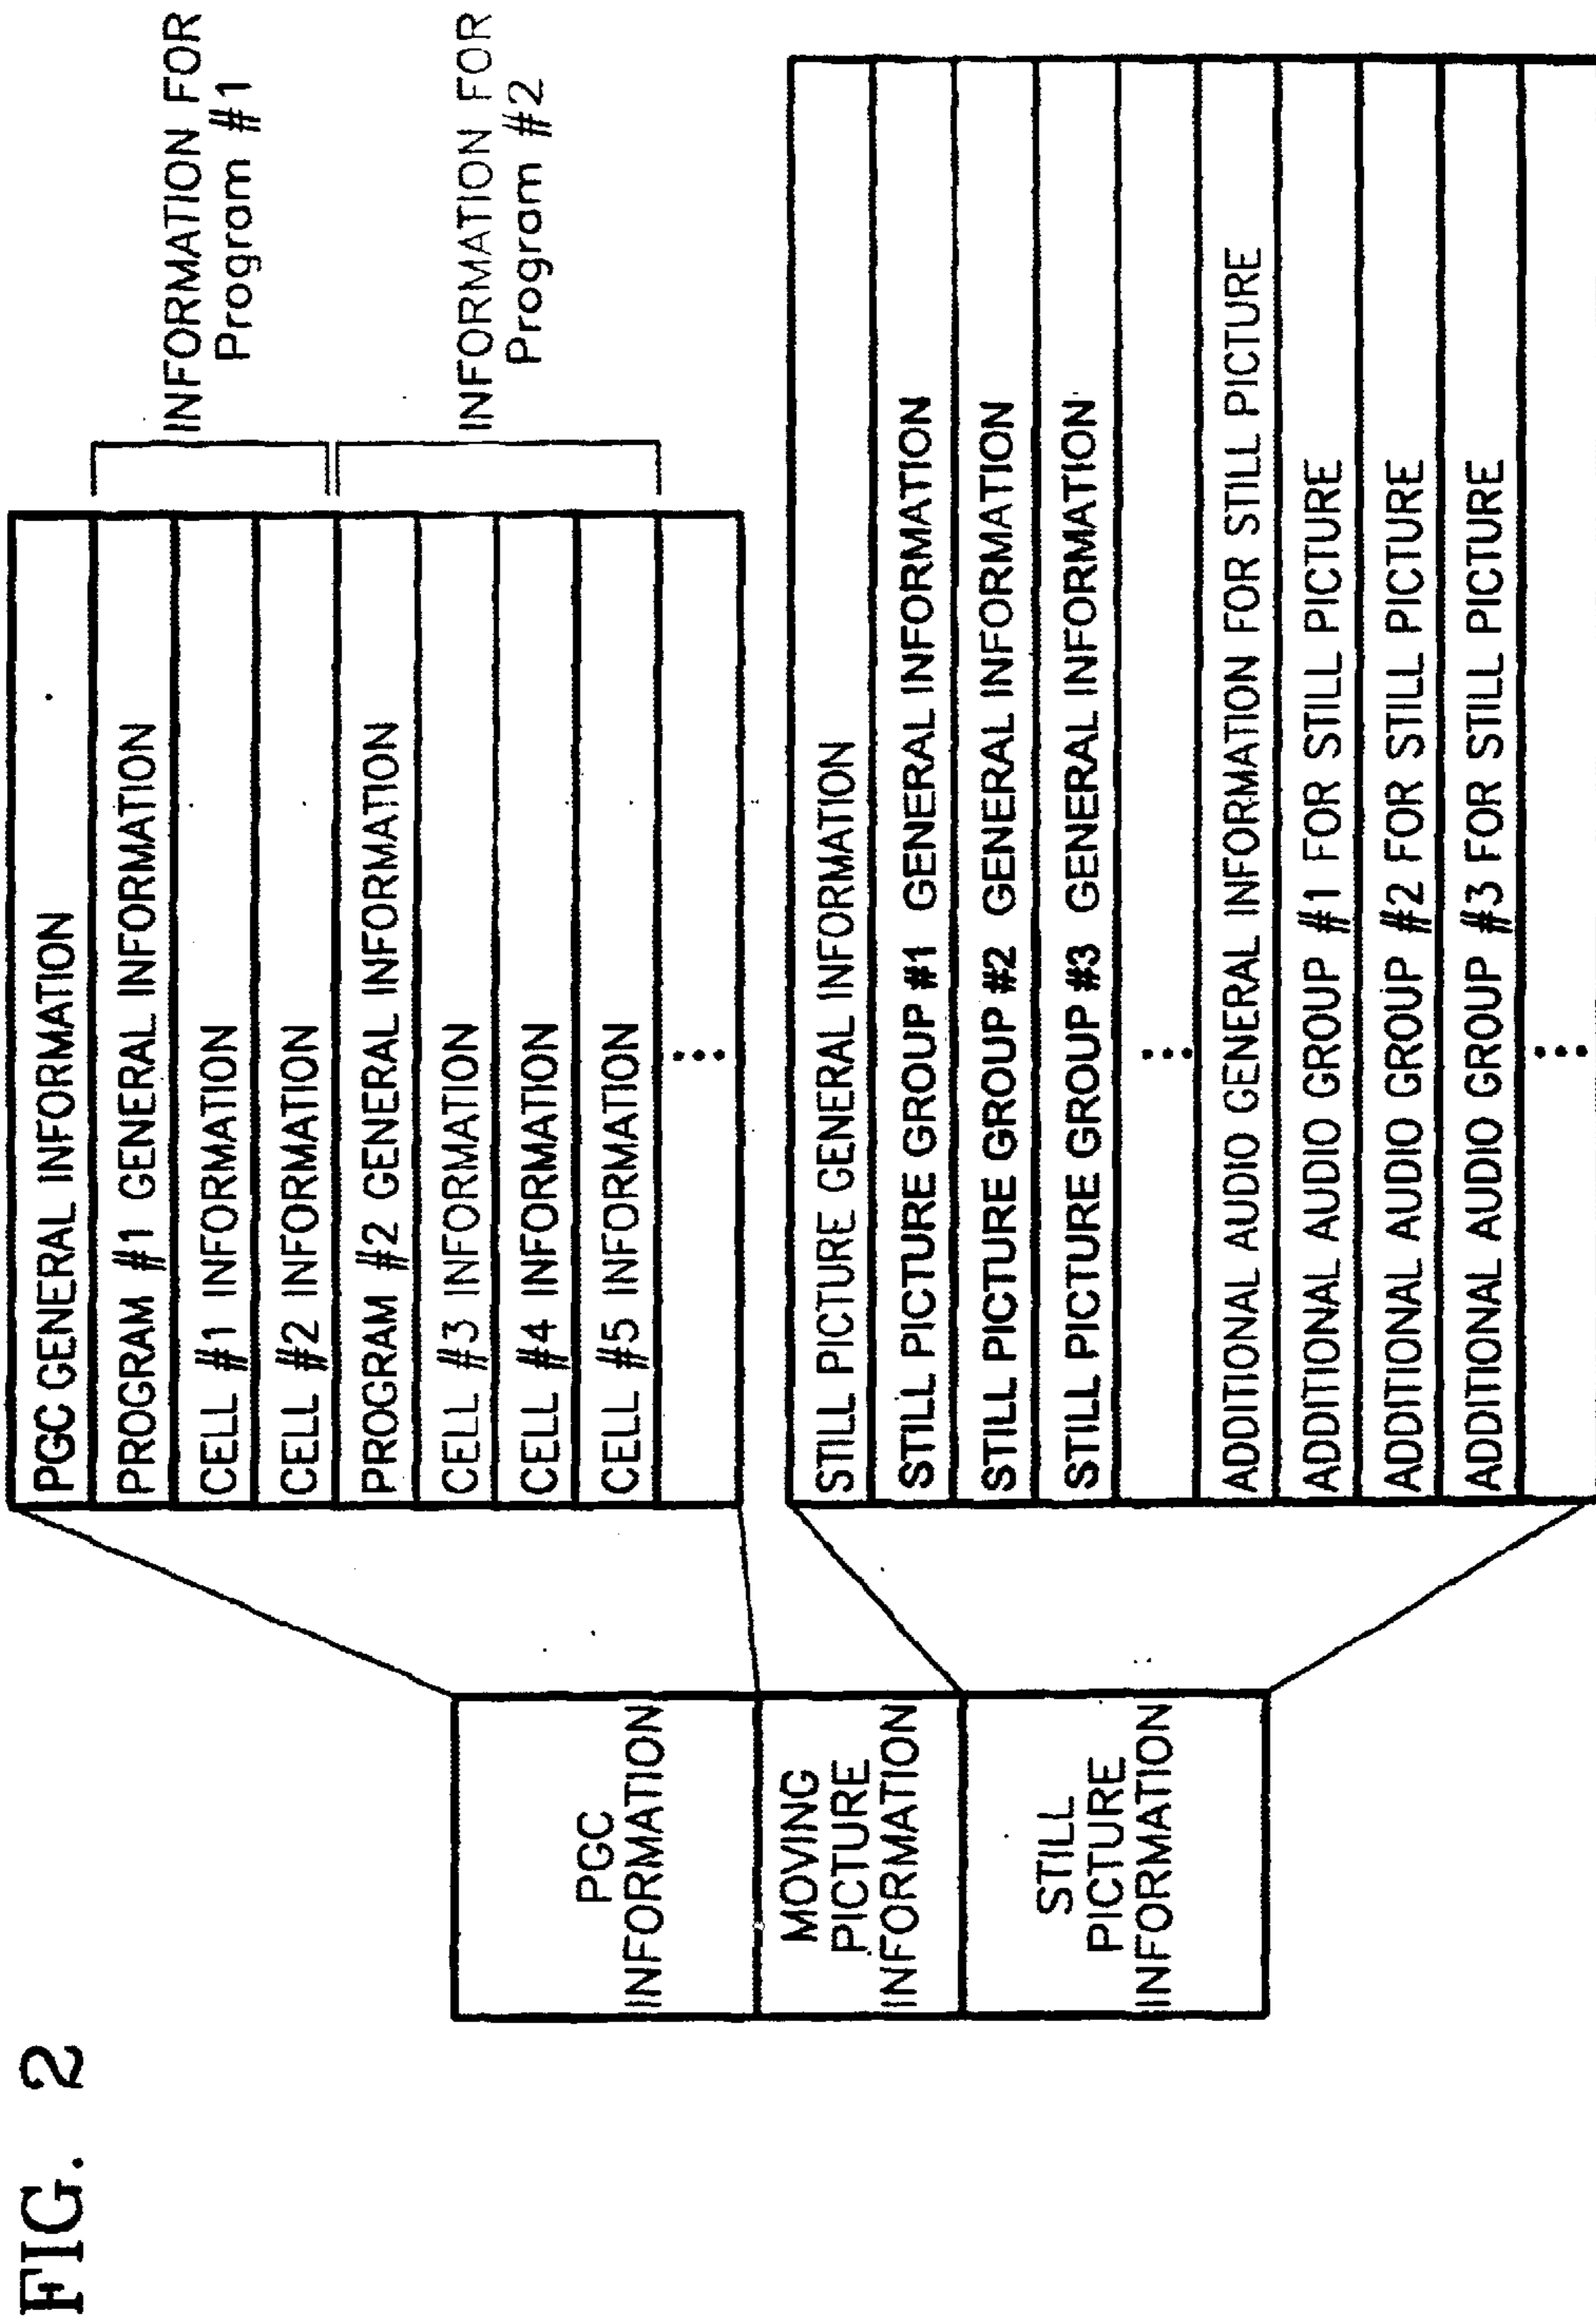 FIG. 2
PGC
INFORMATION
MOVING
PICTURE
INFORMATION
STILL
PICTURE
INFORMATION
PGC GENERAL INFORMATION
PROGRAM #1 GENERAL INFORMATION
CELL #1 INFORMATION
CELL #2 INFORMATION
PROGRAM #2 GENERAL INFORMATION
CELL #3 INFORMATION
CELL #4 INFORMATION
CELL #5 INFORMATION
...
INFORMATION FOR
Program #1
INFORMATION FOR
Program #2
STILL PICTURE GENERAL INFORMATION
STILL PICTURE GROUP #1 GENERAL INFORMATION
STILL PICTURE GROUP #2 GENERAL INFORMATION
STILL PICTURE GROUP #3 GENERAL INFORMATION
...
ADDITIONAL AUDIO GENERAL INFORMATION FOR STILL PICTURE
ADDITIONAL AUDIO GROUP #1 FOR STILL PICTURE
ADDITIONAL AUDIO GROUP #2 FOR STILL PICTURE
ADDITIONAL AUDIO GROUP #3 FOR STILL PICTURE
...